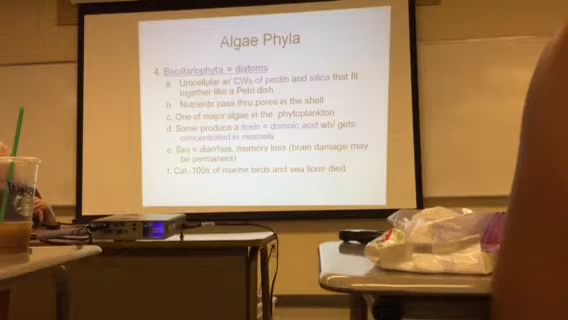 Algae Phyla
4. Bacillariophyta = diatoms
a. Unicellular w/ CWs of pectin and silica that fit
together like a Petri dish
b. Nutrients pass thru pores in the shell
c. One of major algae in the phytoplankton
d. Some produce a toxin = domoic acid wh/ gets
concentrated in mussels
e. Sxs = diarrhea, memory loss (brain damage may
be permanent)
f. Cal. 100s of marine birds and sea lions died